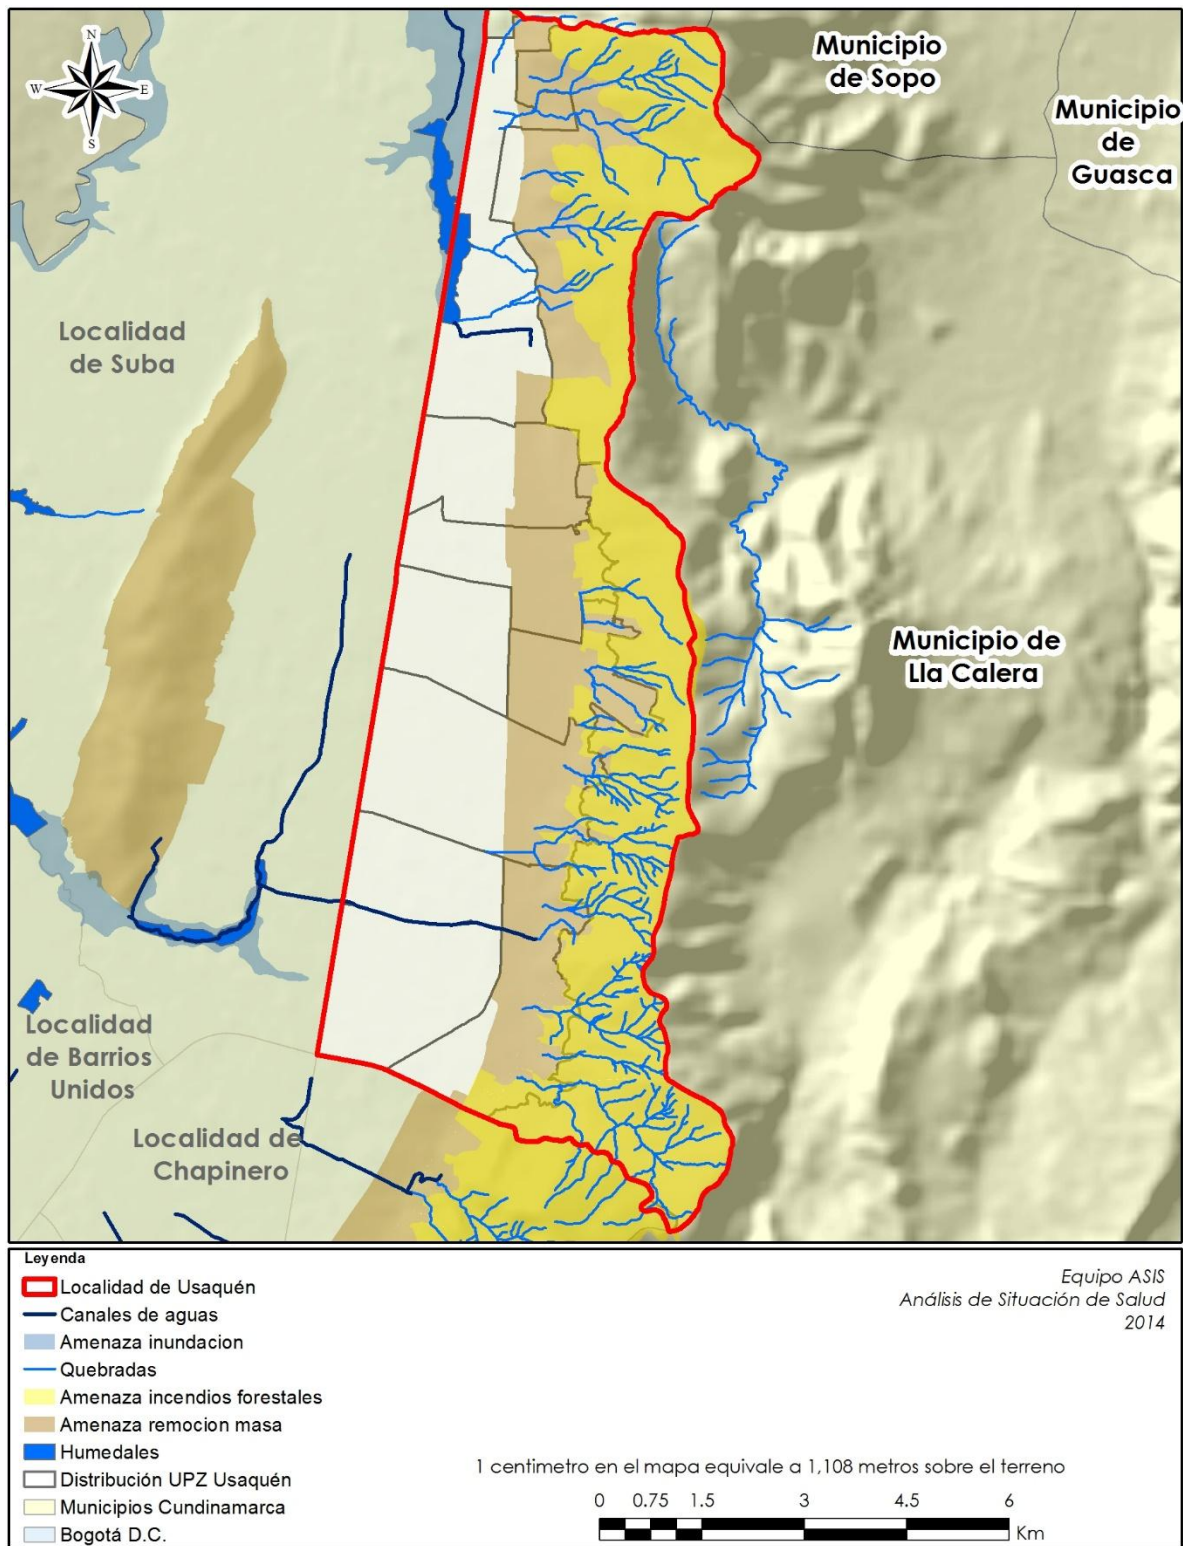 N
W
E
S
Municipio
de Sopo
Municipio
de
Guasca
Localidad
de Suba
Municipio de
Lla Calera
Localidad
de Barrios
Unidos
Localidad de
Chapinero
Leyenda
Localidad de Usaquén
Canales de aguas
Amenaza inundacion
Quebradas
Amenaza incendios forestales
Amenaza remocion masa
Humedales
Distribución UPZ Usaquén
Municipios Cundinamarca
Bogotá D.C.
Equipo ASIS
Análisis de Situación de Salud
2014
1 centimetro en el mapa equivale a 1,108 metros sobre el terreno
0 0.75 1.5 3 4.5 6
Km